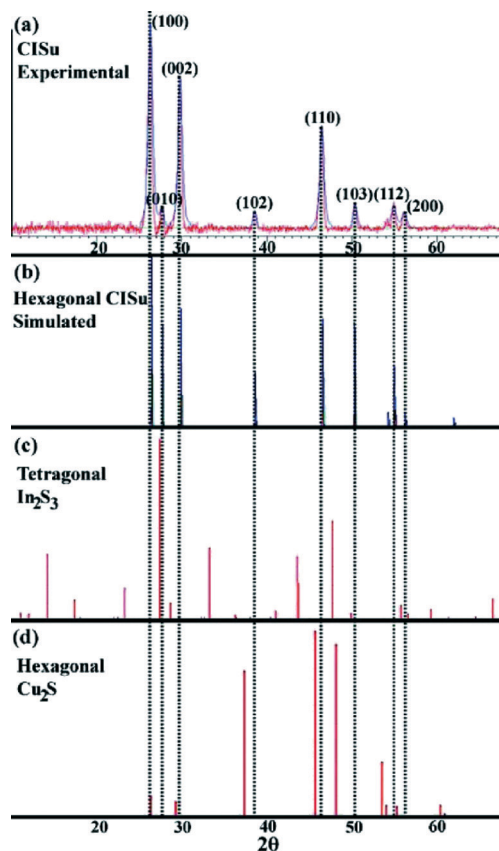 (a)
CISu
Experimental
(100)
(002)
(010)
(102)
(110)
(103)
(112)
(200)
20 30 40 50 60
(b)
Hexagonal CISu
Simulated
(c)
Tetragonal
In₂S₃
(d)
Hexagonal
Cu₂S
20 30 40 50 60
2θ